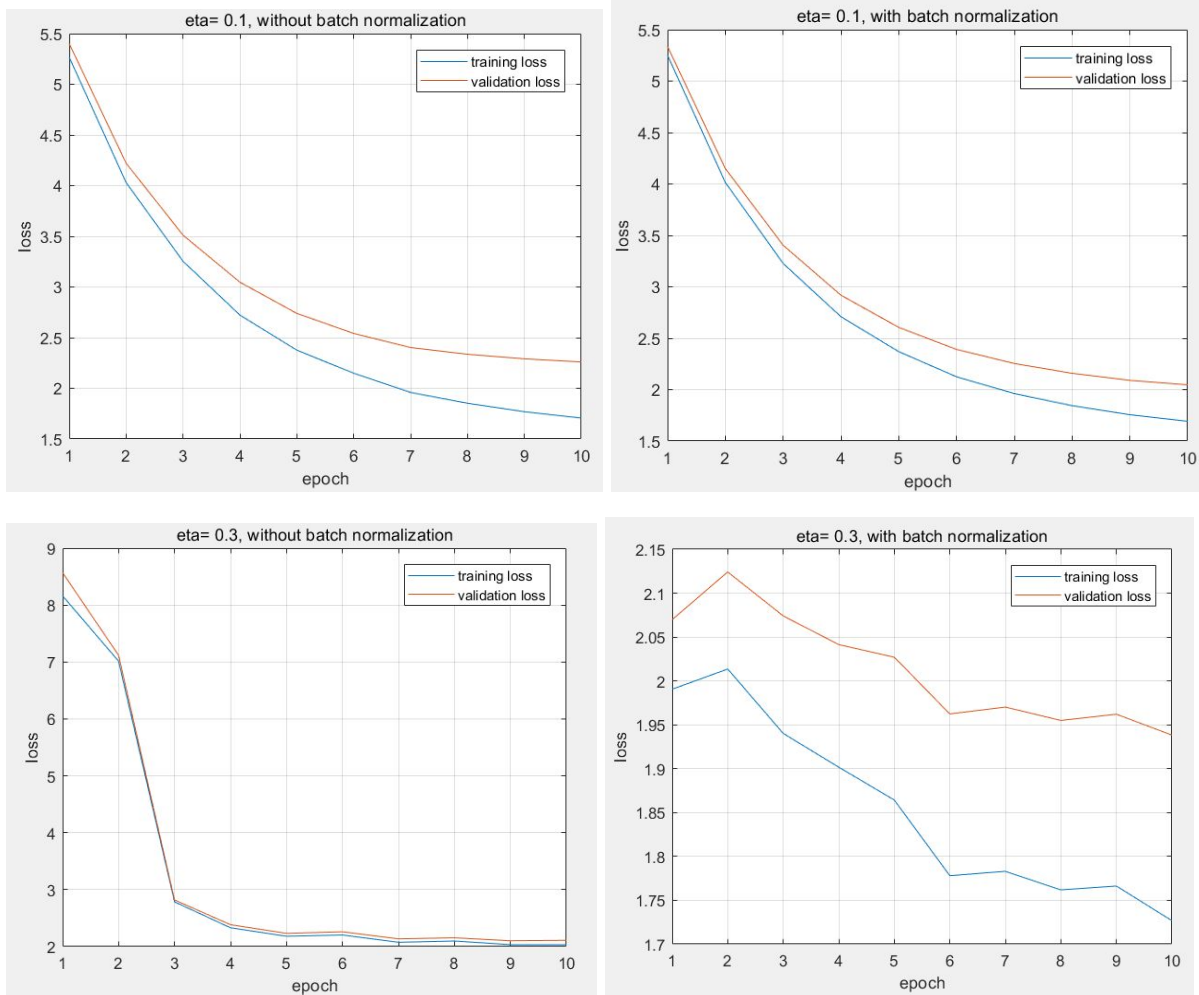 eta= 0.1, without batch normalization
5.5
5
4.5
4
3.5
3
2.5
2
1.5
loss
training loss
validation loss
1 2 3 4 5 6 7 8 9 10
epoch
eta= 0.1, with batch normalization
5.5
5
4.5
4
3.5
3
2.5
2
1.5
loss
training loss
validation loss
1 2 3 4 5 6 7 8 9 10
epoch
eta= 0.3, without batch normalization
9
8
7
6
5
4
3
2
loss
training loss
validation loss
1 2 3 4 5 6 7 8 9 10
epoch
eta= 0.3, with batch normalization
2.15
2.1
2.05
2
1.95
1.9
1.85
1.8
1.75
1.7
loss
training loss
validation loss
1 2 3 4 5 6 7 8 9 10
epoch